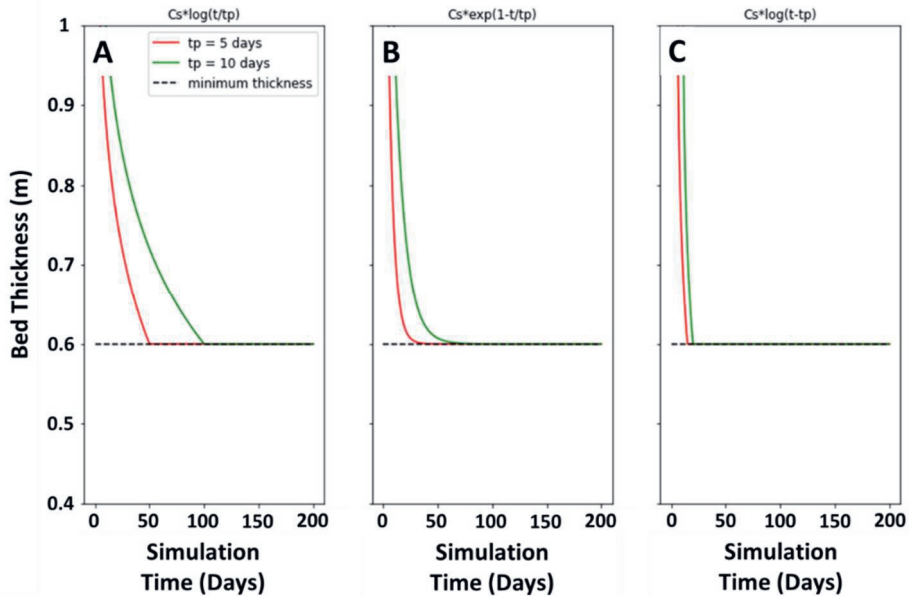 Cs*log(t/tp)
Cs*exp(1-t/tp)
Cs*log(t-tp)
A
tp = 5 days
tp = 10 days
minimum thickness
B
C
Bed Thickness (m)
1
0.9
0.8
0.7
0.6
0.5
0.4
0 50 100 150 200
0 50 100 150 200
0 50 100 150 200
Simulation
Time (Days)
Simulation
Time (Days)
Simulation
Time (Days)